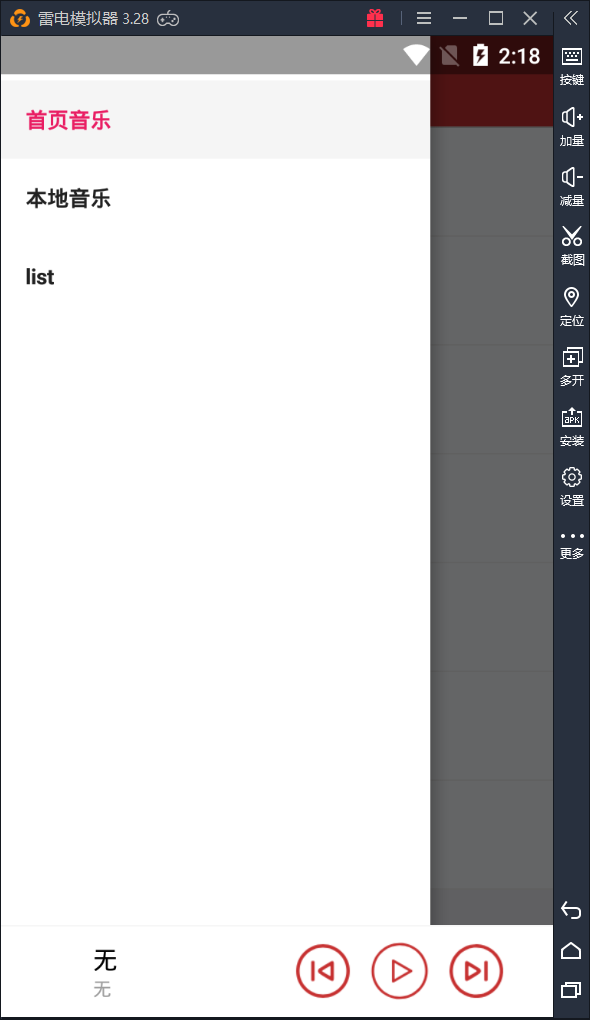 雷电模拟器 3.28
2:18
首页音乐
本地音乐
list
无
无
按键
加量
减量
截图
定位
多开
APK
安装
设置
更多